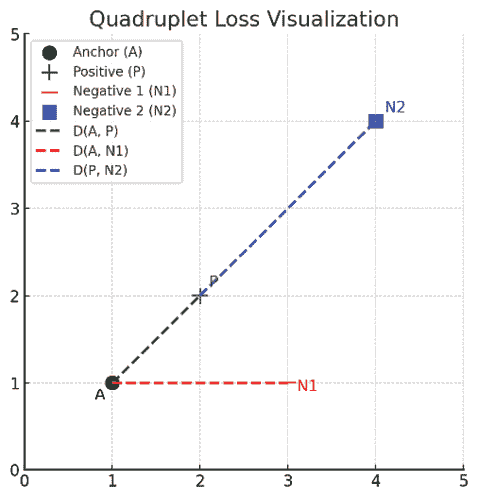 Quadruplet Loss Visualization
5
Anchor (A)
Positive (P)
Negative 1 (N1)
Negative 2 (N2)
D(A, P)
D(A, N1)
D(P, N2)
N2
4
3
P
2
1
A
N1
0
0 1 2 3 4 5